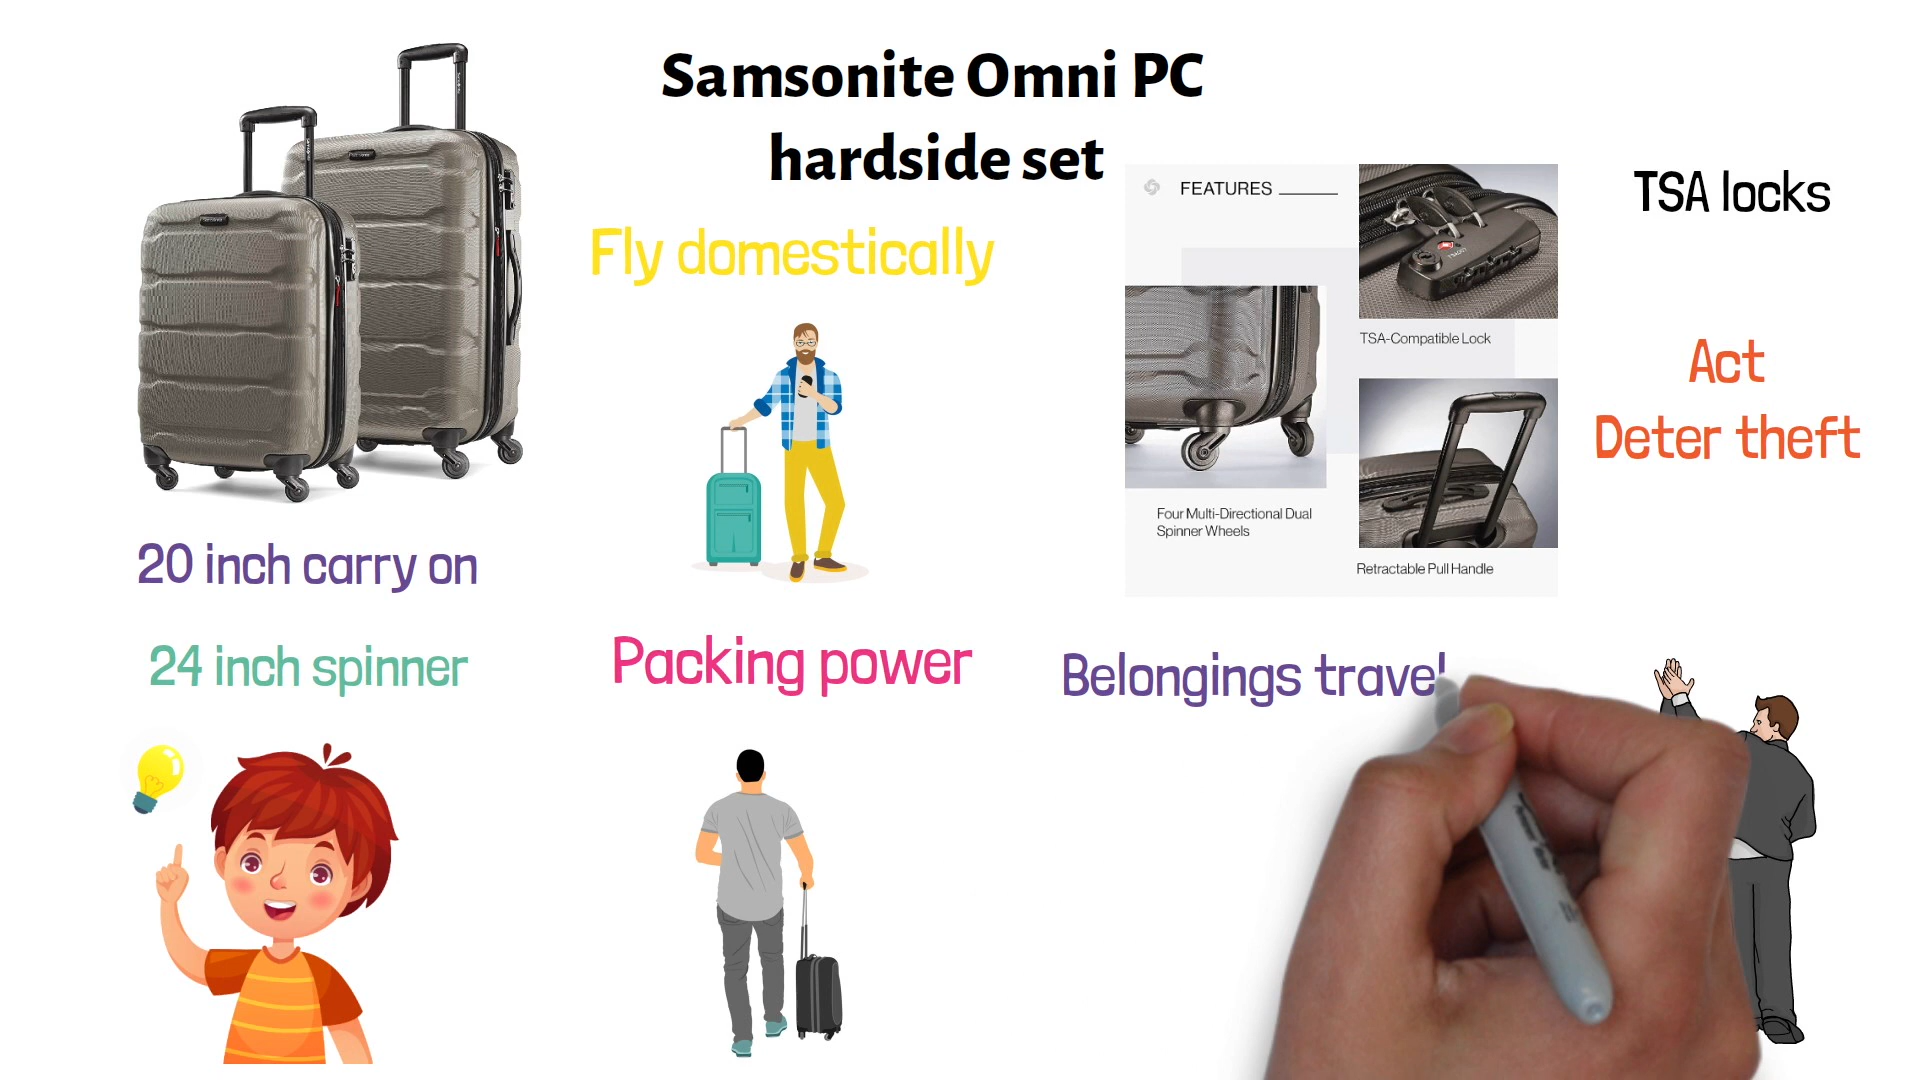 Samsonite Omni PC
hardside set
Fly domestically
20 inch carry on
24 inch spinner
Packing power
FEATURES
TSA-Compatible Lock
Four Multi-Directional Dual
Spinner Wheels
Retractable Pull Handle
TSA locks
Act
Deter theft
Belongings travel